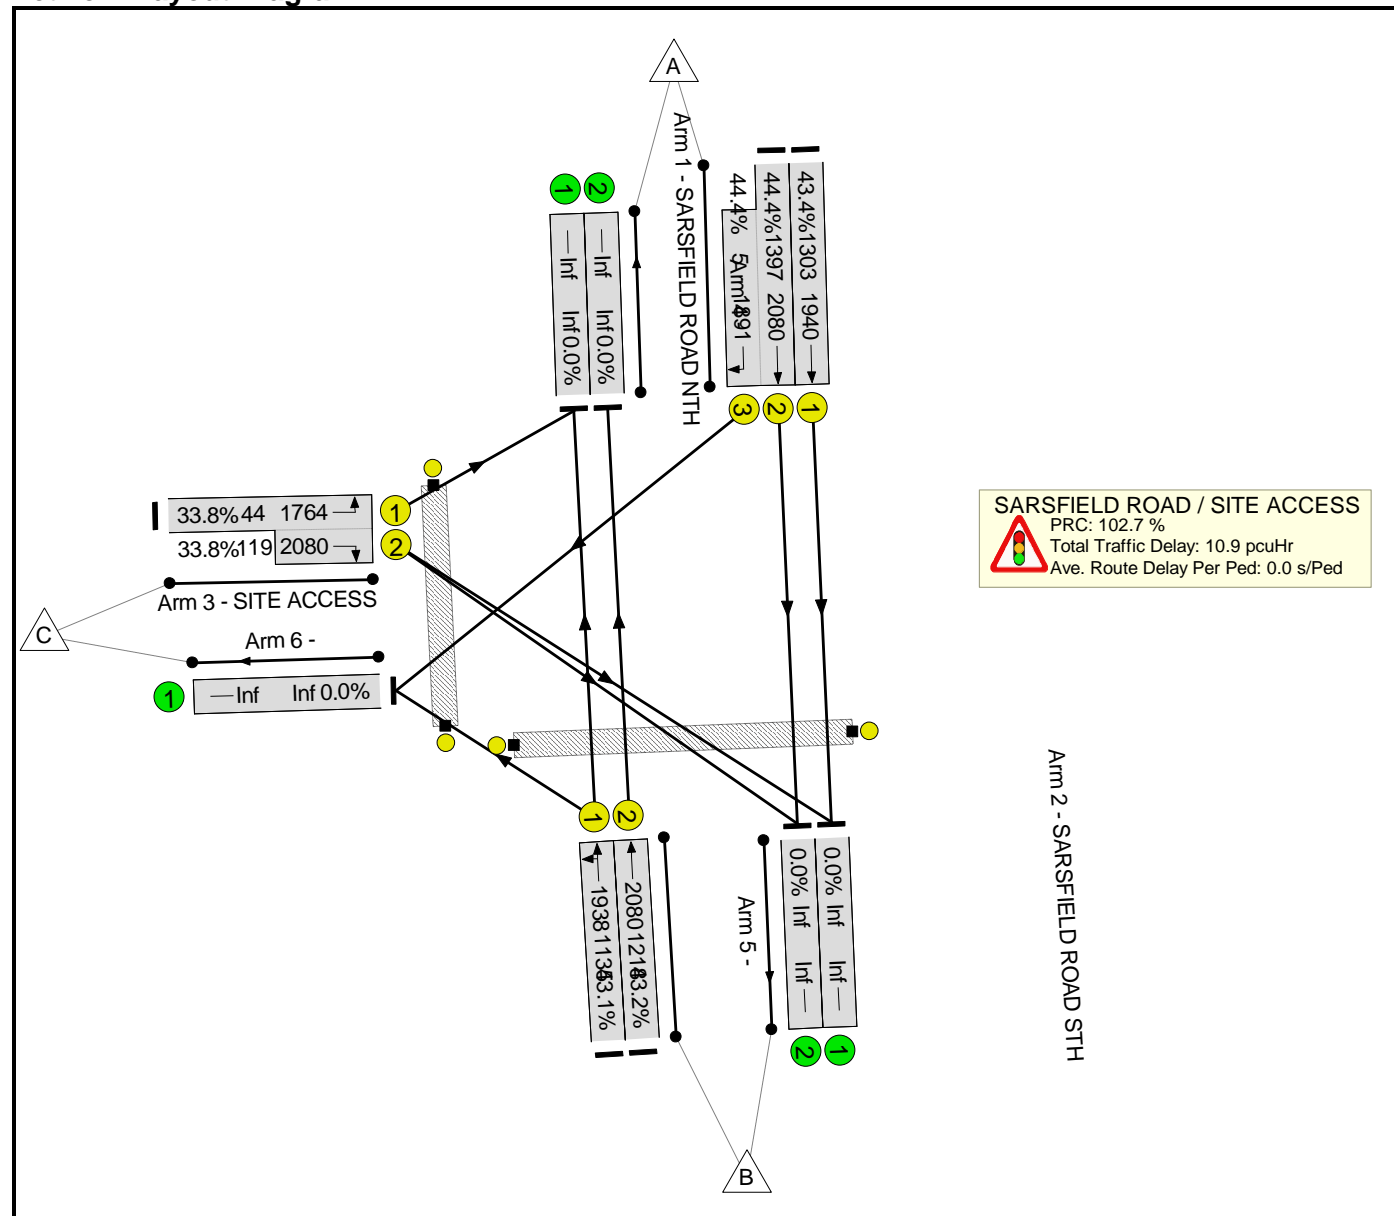 A
Arm 1 - SARSFIELD ROAD NTH
1
2
Inf Inf 0.0%
Inf Inf 0.0%
44.4% 5 1891
44.4% 1397 2080
43.4% 1303 1940
3
2
1
33.8% 44 1764
33.8% 119 2080
1
2
Arm 3 - SITE ACCESS
C
Arm 6 -
1
Inf Inf 0.0%
SARSFIELD ROAD / SITE ACCESS
PRC: 102.7 %
Total Traffic Delay: 10.9 pcuHr
Ave. Route Delay Per Ped: 0.0 s/Ped
1
2
1938
2080
Arm 5 -
0.0% Inf Inf
0.0% Inf Inf
2
1
Arm 2 - SARSFIELD ROAD STH
B